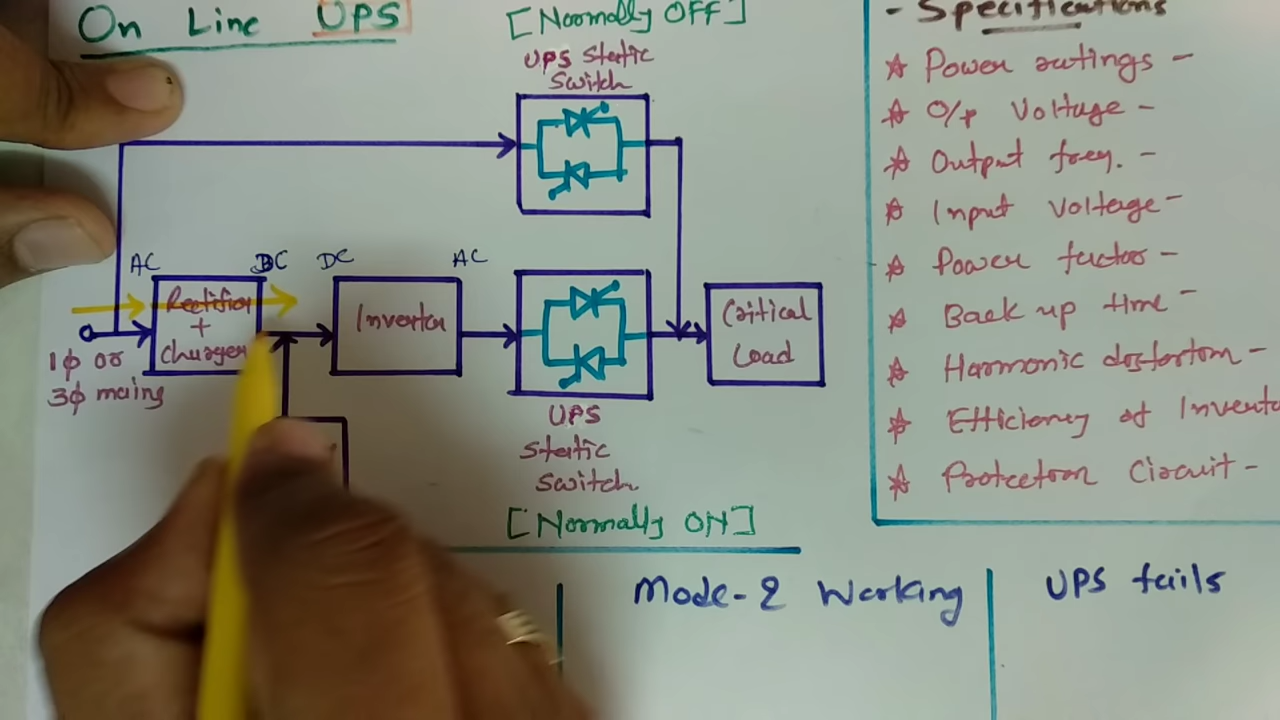 On Line UPS
[Normally OFF]
UPS Static
Switch
AC
DC
DC
AC
Rectifier
+
Charger
Inverter
Critical
Load
1ϕ or
3ϕ mains
UPS
Static
Switch
[Normally ON]
- Specifications
☆ Power ratings -
☆ O/p Voltage -
☆ Output freq. -
☆ Input Voltage -
☆ Power factor -
☆ Back up time -
☆ Harmonic distortion -
☆ Efficiency of
☆ Protection Circuit -
Mode-2 Working
UPS fails